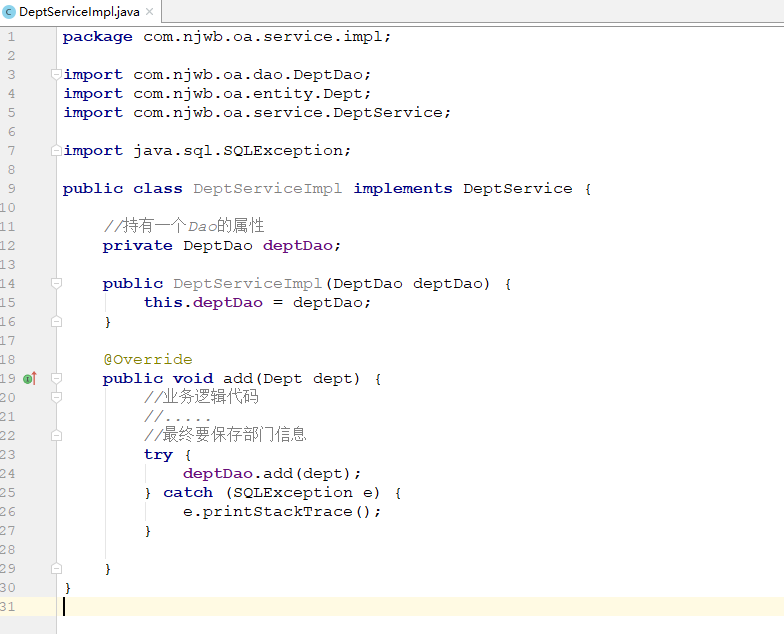 DeptServiceImpl.java
1 package com.njwb.oa.service.impl;
2
3 import com.njwb.oa.dao.DeptDao;
4 import com.njwb.oa.entity.Dept;
5 import com.njwb.oa.service.DeptService;
6
7 import java.sql.SQLException;
8
9 public class DeptServiceImpl implements DeptService {
10
11     //持有一个Dao的属性
12     private DeptDao deptDao;
13
14     public DeptServiceImpl(DeptDao deptDao) {
15         this.deptDao = deptDao;
16     }
17
18     @Override
19     public void add(Dept dept) {
20         //业务逻辑代码
21         //.....
22         //最终要保存部门信息
23         try {
24             deptDao.add(dept);
25         } catch (SQLException e) {
26             e.printStackTrace();
27         }
28
29     }
30 }
31